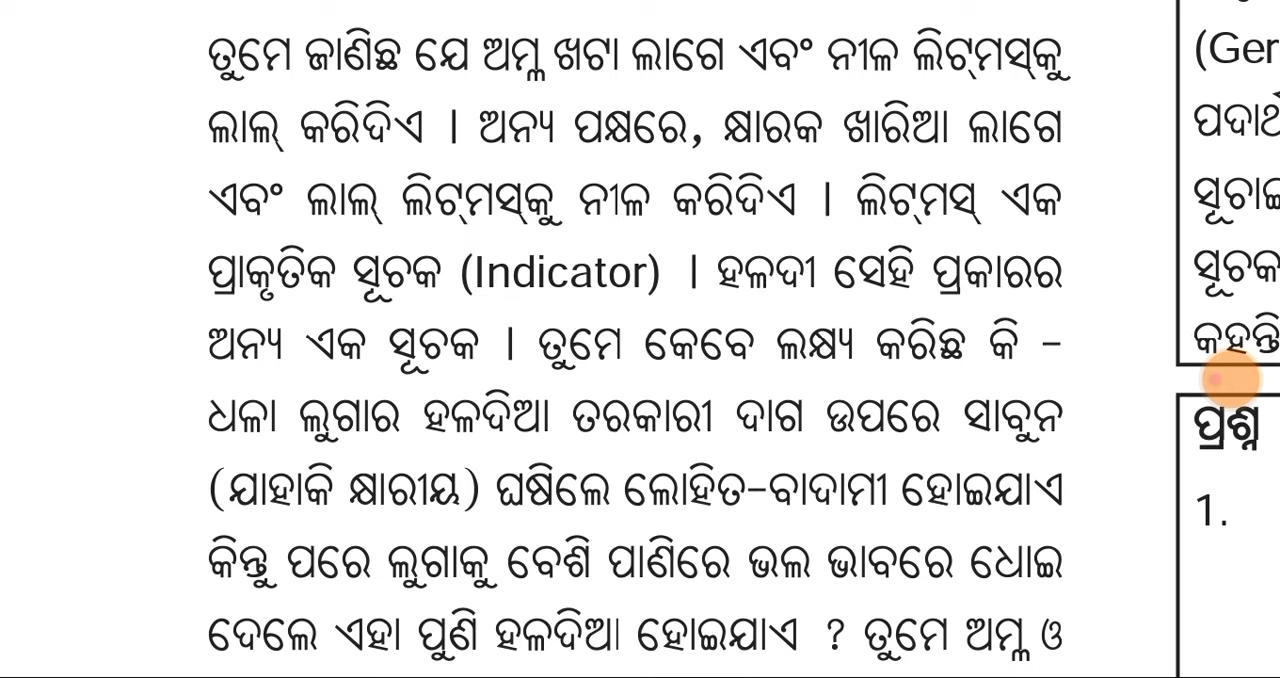 ତୁମେ ଜାଣିଛ ଯେ ଅମ୍ଳ ଖଟା ଲାଗେ ଏବଂ ନୀଳ ଲିଟ୍‌ମସ୍‌କୁ
ଲାଲ୍ କରିଦିଏ । ଅନ୍ୟ ପକ୍ଷରେ, କ୍ଷାରକ ଖାରିଆ ଲାଗେ
ଏବଂ ଲାଲ୍ ଲିଟ୍‌ମସ୍‌କୁ ନୀଳ କରିଦିଏ । ଲିଟ୍‌ମସ୍ ଏକ
ପ୍ରାକୃତିକ ସୂଚକ (Indicator) । ହଳଦୀ ସେହି ପ୍ରକାରର
ଅନ୍ୟ ଏକ ସୂଚକ । ତୁମେ କେବେ ଲକ୍ଷ୍ୟ କରିଛ କି -
ଧଳା ଲୁଗାର ହଳଦିଆ ତରକାରୀ ଦାଗ ଉପରେ ସାବୁନ
(ଯାହାକି କ୍ଷାରୀୟ) ଘଷିଲେ ଲୋହିତ-ବାଦାମୀ ହୋଇଯାଏ
କିନ୍ତୁ ପରେ ଲୁଗାକୁ ବେଶି ପାଣିରେ ଭଲ ଭାବରେ ଧୋଇ
ଦେଲେ ଏହା ପୁଣି ହଳଦିଆ ହୋଇଯାଏ ? ତୁମେ ଅମ୍ଳ ଓ
(Ger
ସୂଚକ
କହନ୍ତି
ପ୍ରଶ୍ନ
1.